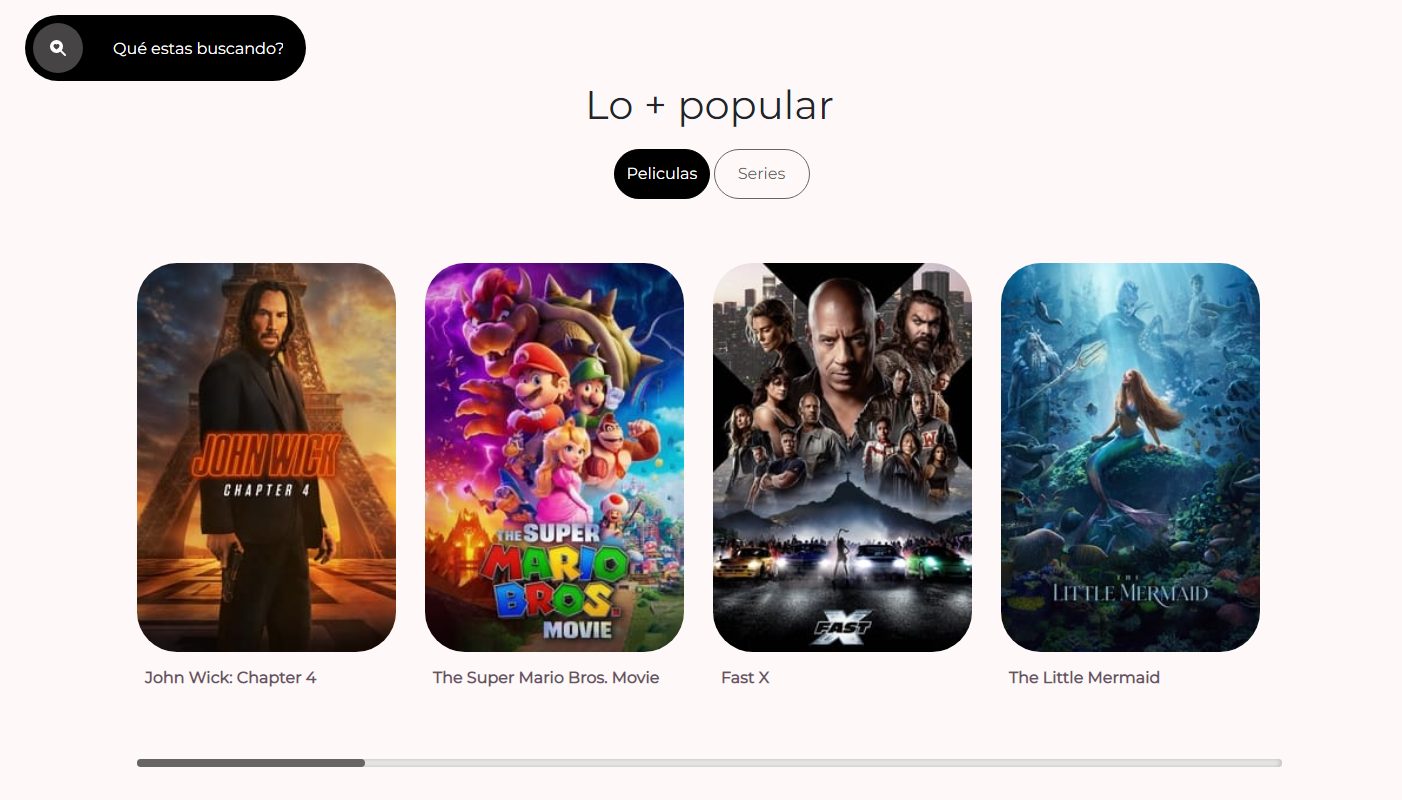 Qué estas buscando?
Lo + popular
Peliculas
Series
JOHN WICK
CHAPTER 4
THE SUPER
MARIO
BROS.
MOVIE
FAST X
THE
LITTLE MERMAID
John Wick: Chapter 4
The Super Mario Bros. Movie
Fast X
The Little Mermaid